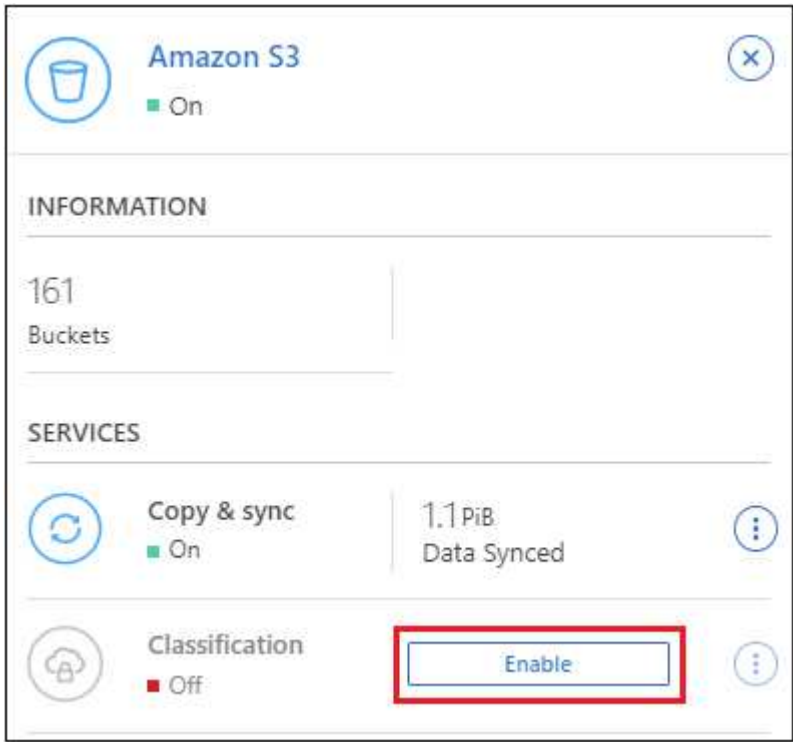 Amazon S3
On
INFORMATION
161
Buckets
SERVICES
Copy & sync
On
1.1 PiB
Data Synced
Classification
Off
Enable